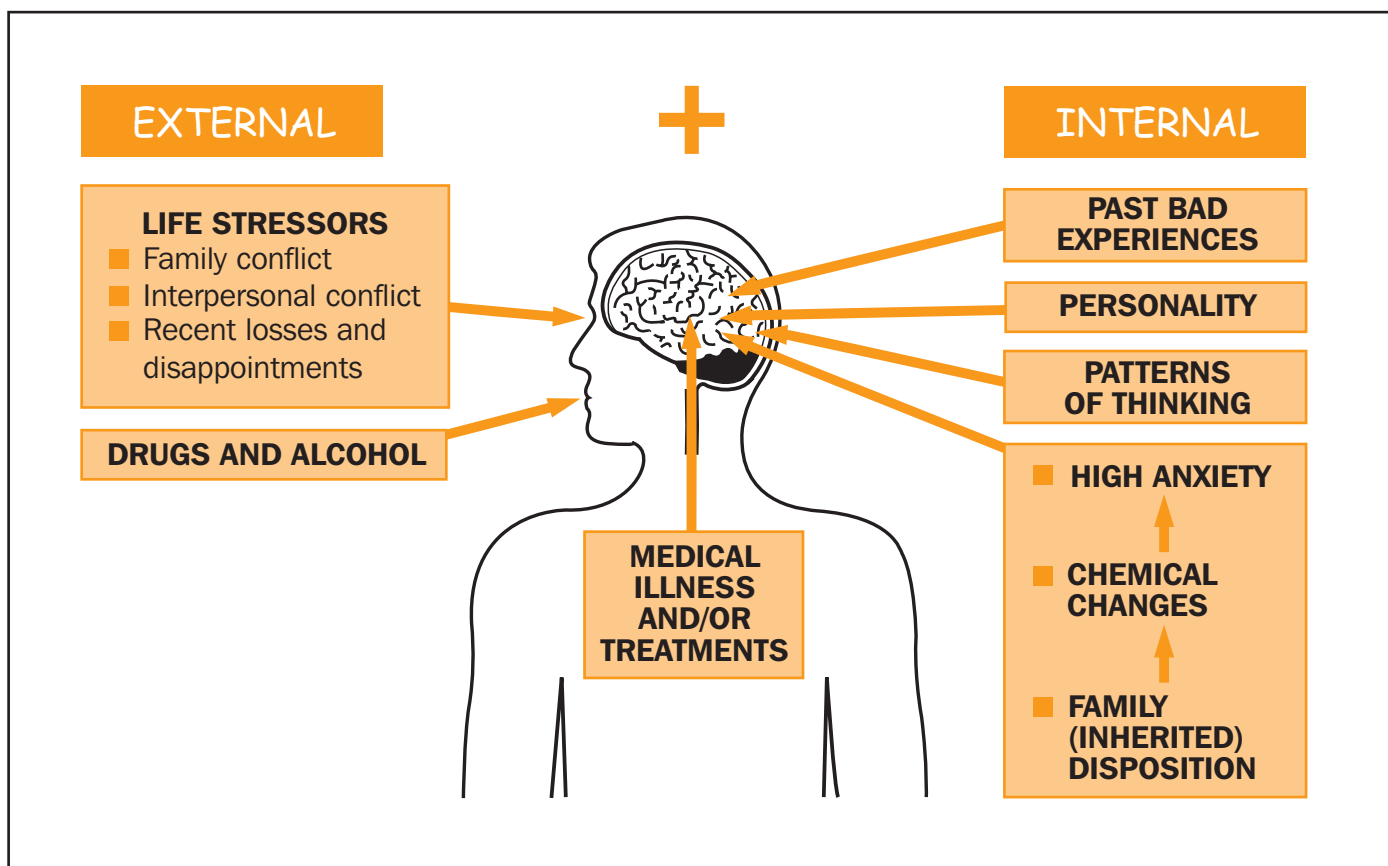 EXTERNAL
+
INTERNAL
LIFE STRESSORS
Family conflict
Interpersonal conflict
Recent losses and
disappointments
DRUGS AND ALCOHOL
MEDICAL
ILLNESS
AND/OR
TREATMENTS
PAST BAD
EXPERIENCES
PERSONALITY
PATTERNS
OF THINKING
HIGH ANXIETY
CHEMICAL
CHANGES
FAMILY
(INHERITED)
DISPOSITION